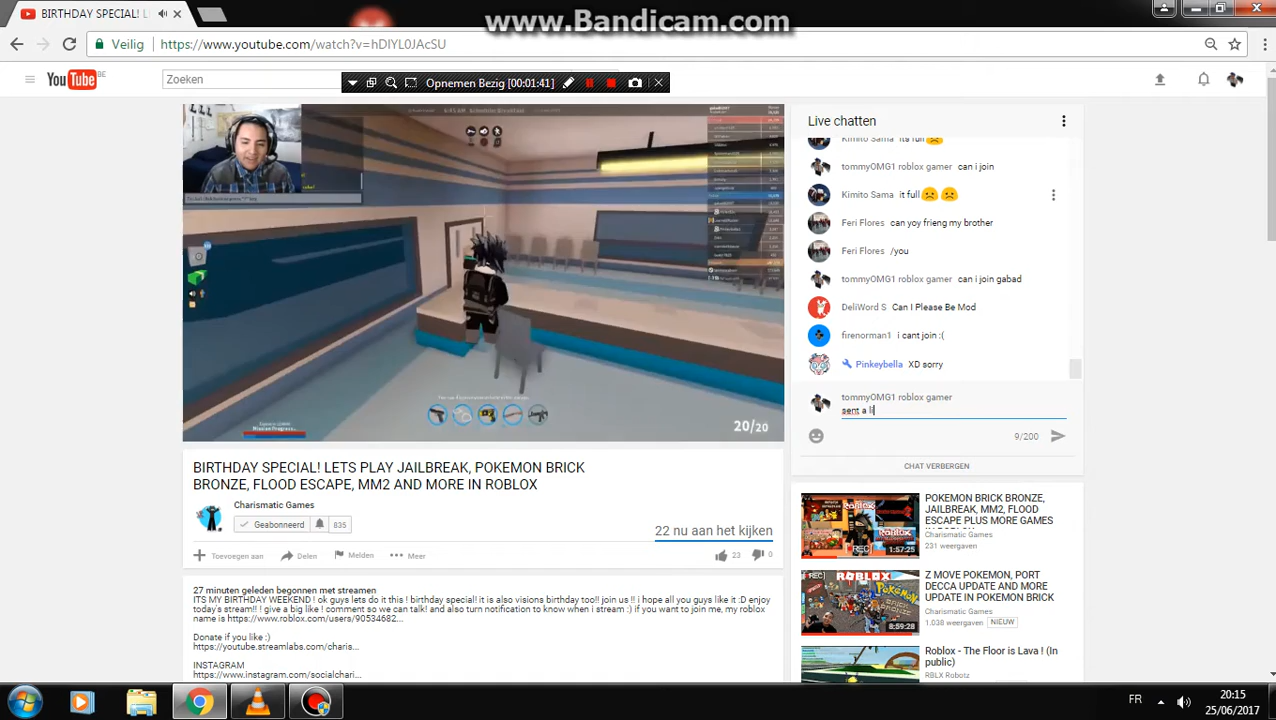 www.Bandicam.com
BIRTHDAY SPECIAL! L
Veilig
https://www.youtube.com/watch?v=hDIYL0JAcSU
YouTube BE
Zoeken
Opnemen Bezig [00:01:41]
20/20
Live chatten
Kimito Sama its full
tommyOMG1 roblox gamer can i join
Kimito Sama it full
Feri Flores can yoy frieng my brother
Feri Flores /you
tommyOMG1 roblox gamer can i join gabad
DeliWord S Can I Please Be Mod
firenorman1 i cant join :(
Pinkeybella XD sorry
tommyOMG1 roblox gamer
sent a li
9/200
CHAT VERBERGEN
BIRTHDAY SPECIAL! LETS PLAY JAILBREAK, POKEMON BRICK
BRONZE, FLOOD ESCAPE, MM2 AND MORE IN ROBLOX
Charismatic Games
Geabonneerd
835
22 nu aan het kijken
Toevoegen aan
Delen
Melden
Meer
23
0
27 minuten geleden begonnen met streamen
ITS MY BIRTHDAY WEEKEND ! ok guys lets do it this ! birthday special! it is also visions birthday too!! join us !! i hope all you guys like it :D enjoy
today's stream!! ! give a big like ! comment so we can talk! and also turn notification to know when i stream :) if you want to join me, my roblox
name is https://www.roblox.com/users/90534682...
Donate if you like :)
https://youtube.streamlabs.com/charis...
INSTAGRAM
https://www.instagram.com/socialchari...
POKEMON BRICK BRONZE,
JAILBREAK, MM2, FLOOD
ESCAPE PLUS MORE GAMES
Charismatic Games
231 weergaven
1:57:25
Z MOVE POKEMON, PORT
DECCA UPDATE AND MORE
UPDATE IN POKEMON BRICK
Charismatic Games
1.038 weergaven
NIEUW
8:59:28
Roblox - The Floor is Lava ! (In
public)
RBLX Robotz
FR
20:15
25/06/2017